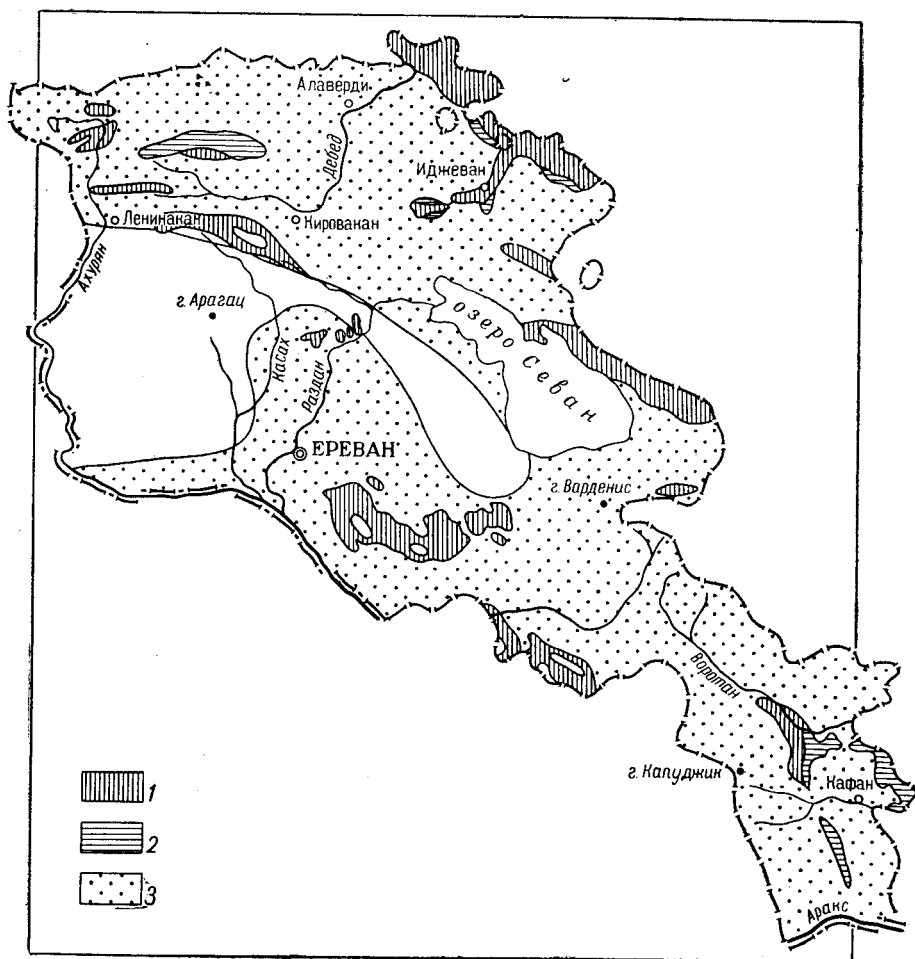 Алаверди
Дебед
Иджеван
Ленинакан
Кировакан
Ахурян
г. Арагац
Касах
Раздан
озеро Севан
ЕРЕВАН
г. Варденис
Воротан
г. Капуджик
Кафан
Аракс
1
2
3